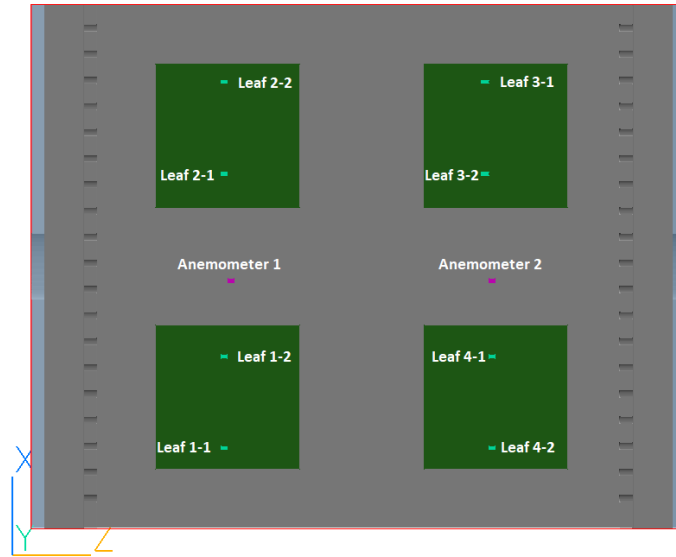 Leaf 2-2
Leaf 3-1
Leaf 2-1
Leaf 3-2
Anemometer 1
Anemometer 2
Leaf 1-2
Leaf 4-1
Leaf 1-1
Leaf 4-2
X
Y
Z